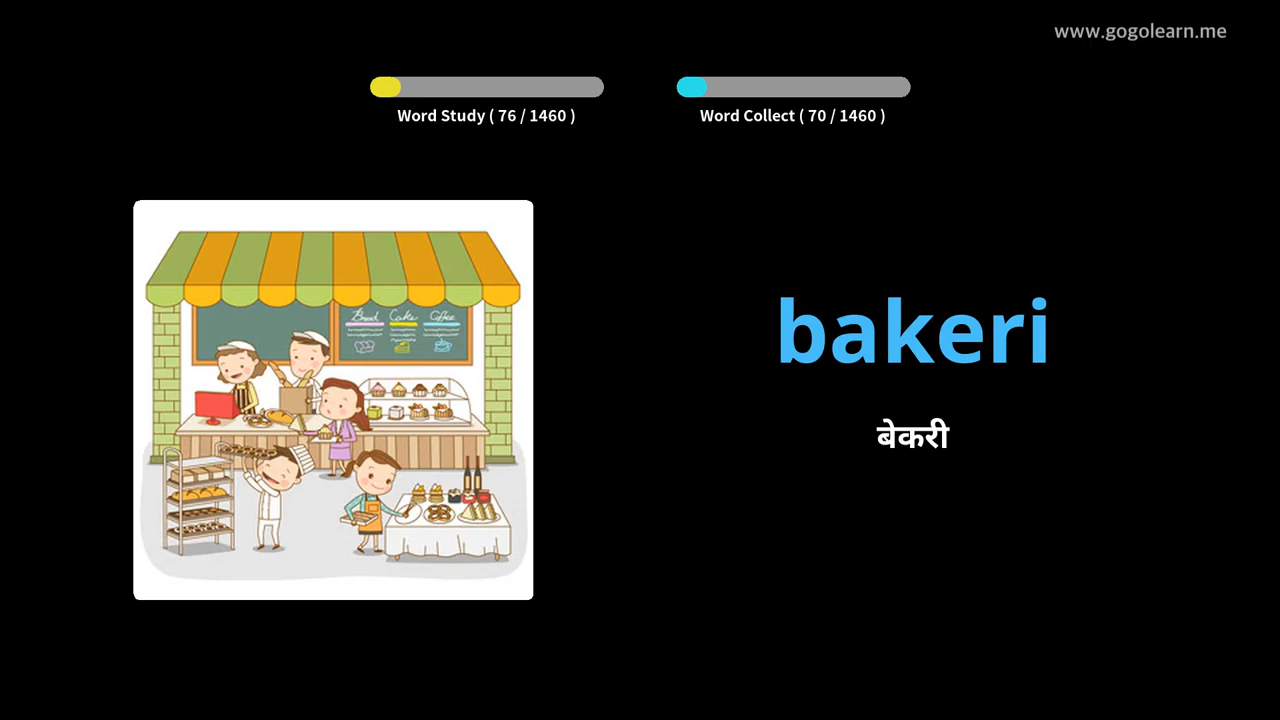 www.gogolearn.me
Word Study ( 76 / 1460 )
Word Collect ( 70 / 1460 )
Bread Cake Coffee
bakeri
बेकरी